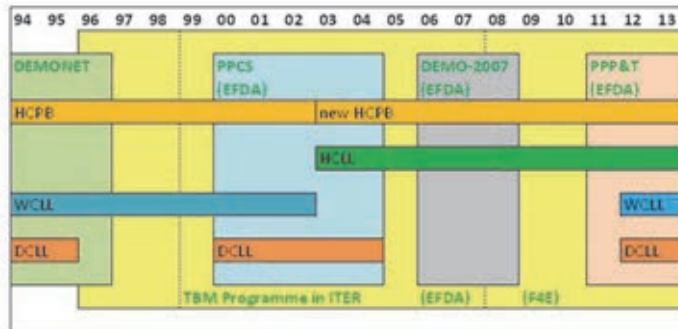 94 95 96 97 98 99 00 01 02 03 04 05 06 07 08 09 10 11 12 13
DEMONET PPCS DEMO-2007 PPP&T
(EFDA) (EFDA) (EFDA)
HCPB new HCPB
HCLL
WCLL WCLL
DCLL DCLL DCLL
TBM Programme in ITER (EFDA) (F4E)